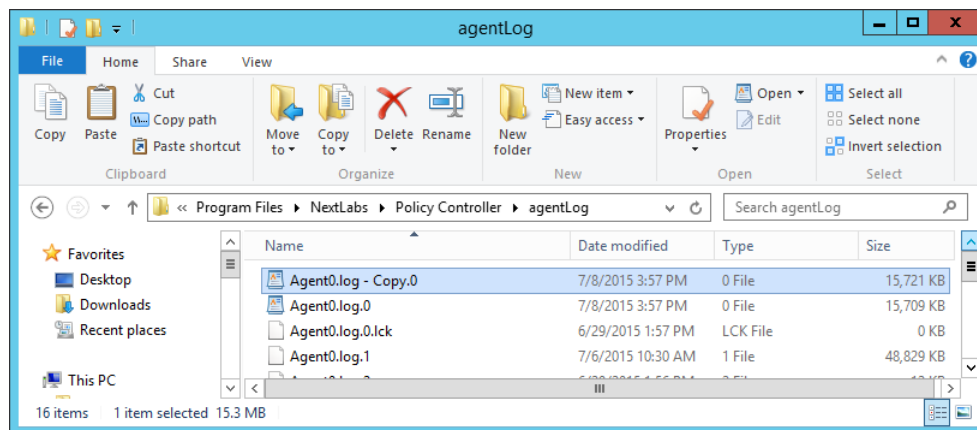 agentLog
File Home Share View
Copy
Paste
Cut
Copy path
Paste shortcut
Clipboard
Move to
Copy to
Delete
Rename
Organize
New folder
New item
Easy access
New
Properties
Open
Edit
Open
Select all
Select none
Invert selection
Select
« Program Files NextLabs Policy Controller agentLog
Search agentLog
Favorites
Desktop
Downloads
Recent places
This PC
Name Date modified Type Size
Agent0.log - Copy.0 7/8/2015 3:57 PM 0 File 15,721 KB
Agent0.log.0 7/8/2015 3:57 PM 0 File 15,709 KB
Agent0.log.0.lck 6/29/2015 1:57 PM LCK File 0 KB
Agent0.log.1 7/6/2015 10:30 AM 1 File 48,829 KB
16 items 1 item selected 15.3 MB